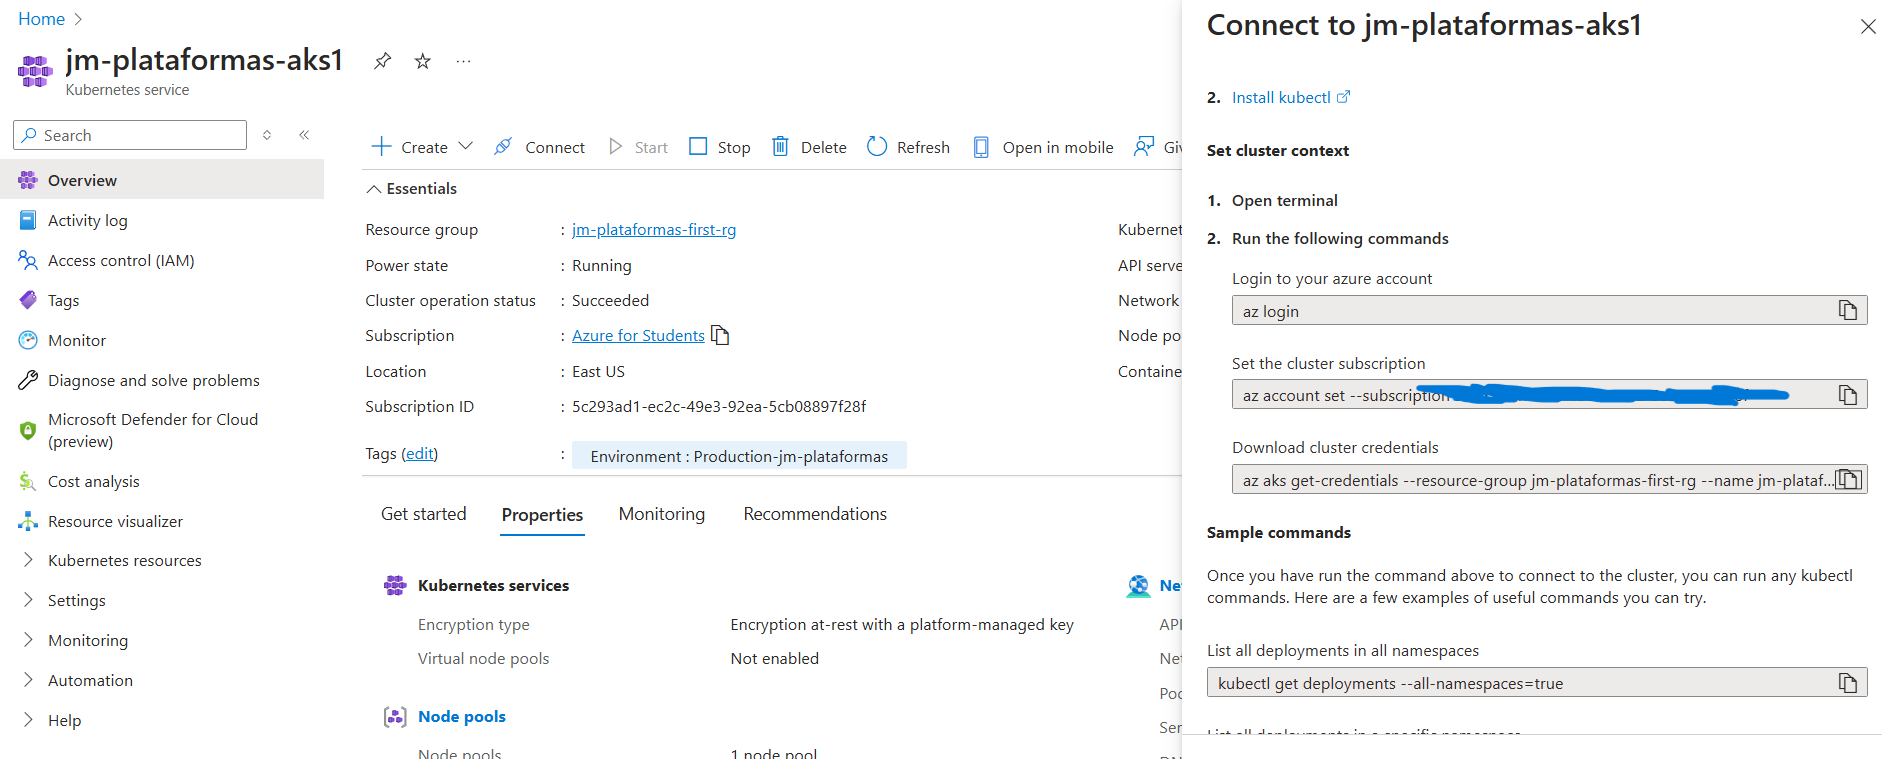 Home
jm-plataformas-aks1
Kubernetes service
Search
Overview
Activity log
Access control (IAM)
Tags
Monitor
Diagnose and solve problems
Microsoft Defender for Cloud
(preview)
Cost analysis
Resource visualizer
Kubernetes resources
Settings
Monitoring
Automation
Help
Create Connect Start Stop Delete Refresh Open in mobile Giv
Essentials
Resource group : jm-plataformas-first-rg
Power state : Running
Cluster operation status : Succeeded
Subscription : Azure for Students
Location : East US
Subscription ID : 5c293ad1-ec2c-49e3-92ea-5cb08897f28f
Tags (edit) : Environment : Production-jm-plataformas
Kubernet
API serve
Network
Node po
Containe
Get started Properties Monitoring Recommendations
Kubernetes services
Encryption type Encryption at-rest with a platform-managed key
Virtual node pools Not enabled
Node pools
Node pools 1 node pool
Ne
API
Net
Poc
Ser
Connect to jm-plataformas-aks1
2. Install kubectl
Set cluster context
1. Open terminal
2. Run the following commands
Login to your azure account
az login
Set the cluster subscription
az account set --subscription
Download cluster credentials
az aks get-credentials --resource-group jm-plataformas-first-rg --name jm-plataf...
Sample commands
Once you have run the command above to connect to the cluster, you can run any kubectl
commands. Here are a few examples of useful commands you can try.
List all deployments in all namespaces
kubectl get deployments --all-namespaces=true
List all deployments in a specific namespace